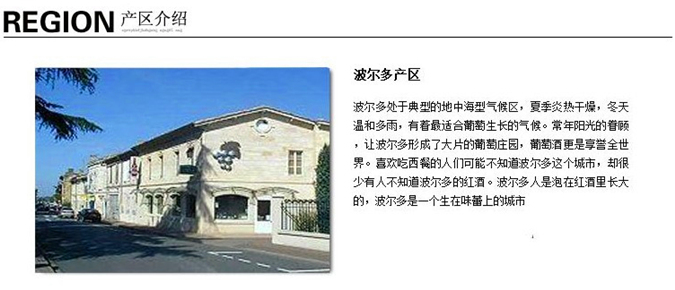 REGION 产区介绍
波尔多产区
波尔多处于典型的地中海型气候区，夏季炎热干燥，冬天
温和多雨，有着最适合葡萄生长的气候。常年阳光的眷顾
，让波尔多形成了大片的葡萄庄园，葡萄酒更是享誉全世
界。喜欢吃西餐的人们可能不知道波尔多这个城市，却很
少有人不知道波尔多的红酒。波尔多人是泡在红酒里长大
的，波尔多是一个生在味蕾上的城市